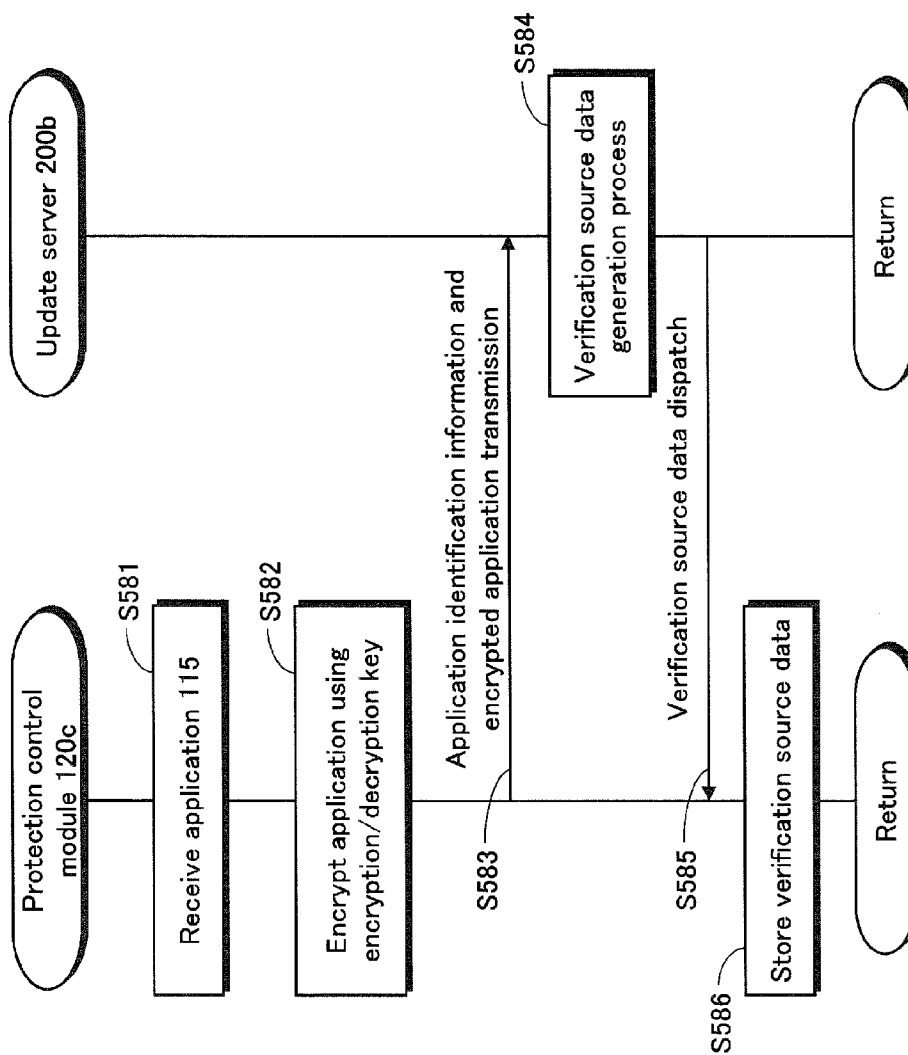 Protection control
module 120c
Update server 200b
S581
Receive application 115
S582
Encrypt application using
encryption/decryption key
S583
Application identification information and
encrypted application transmission
S584
Verification source data
generation process
S585
Verification source data dispatch
S586
Store verification source data
Return
Return